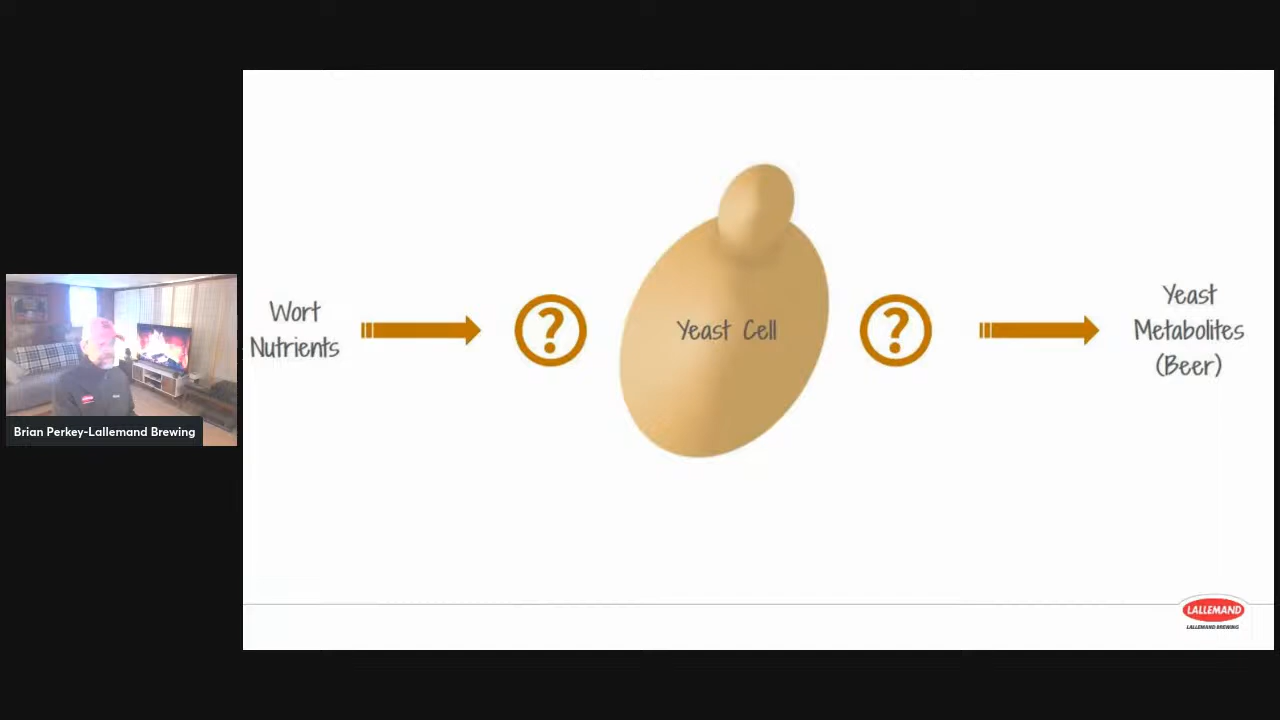 Wort
Nutrients
?
Yeast Cell
?
Yeast
Metabolites
(Beer)
Brian Perkey-Lallemand Brewing
LALLEMAND
LALLEMAND BREWING